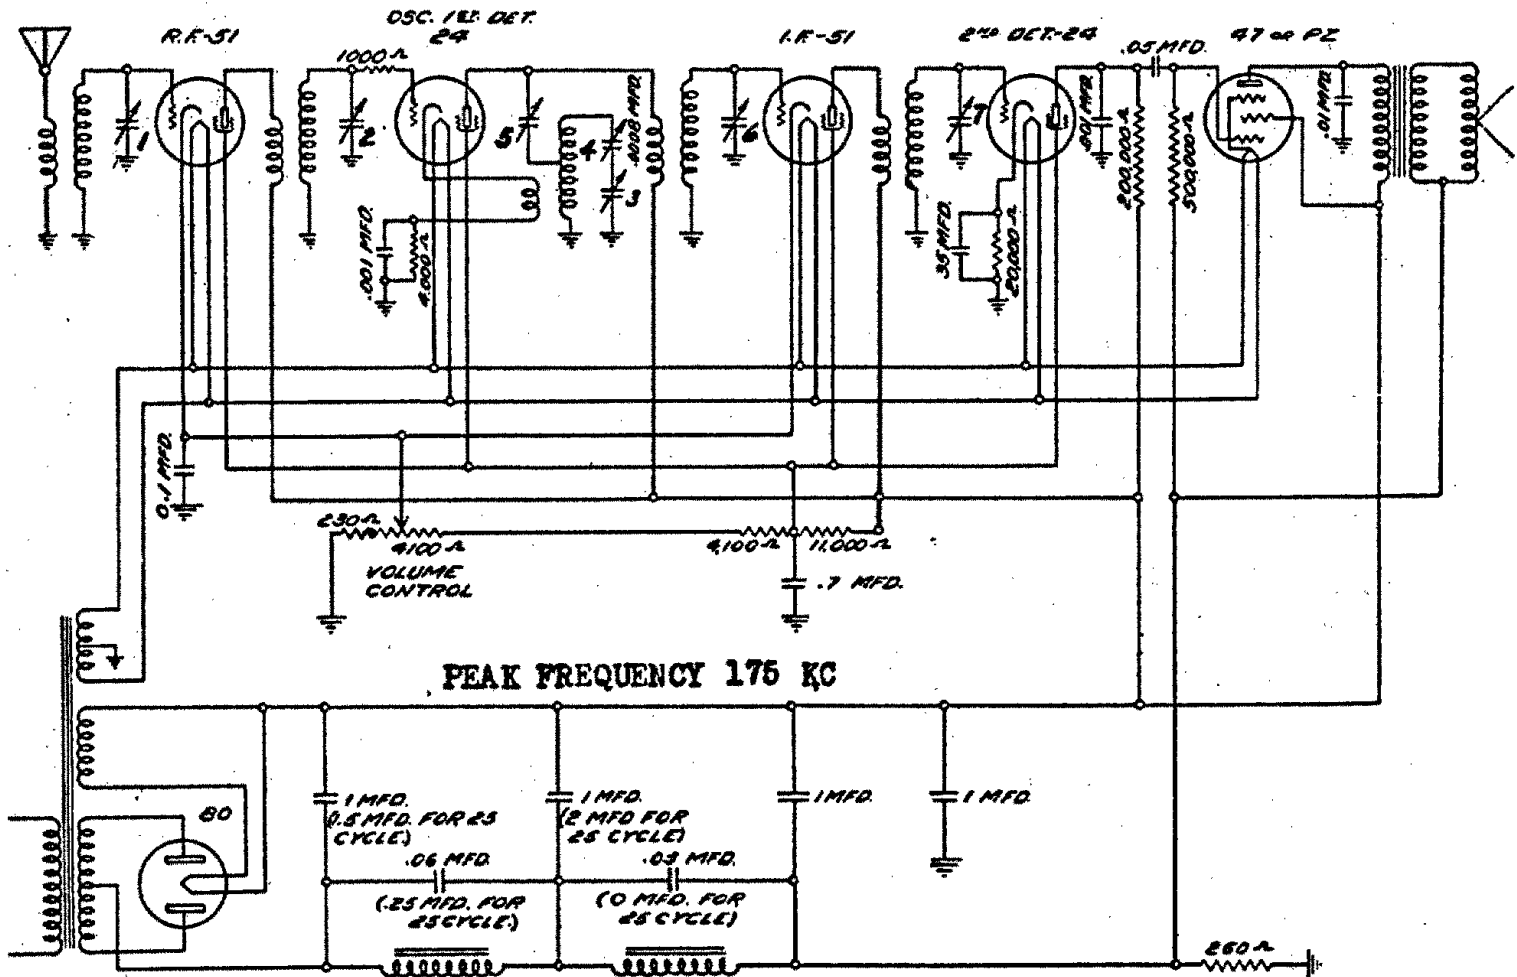 OSC. 1ST. DET.
R.F.-51
24
I.F.-51
2ND DET.-24
47 OR PZ
1000 Ω
.05 MFD.
1
2
5
4
.0008 MFD.
3
6
7
.001 MFD.
200,000 Ω
500,000 Ω
.01 MFD.
.001 MFD.
4,000 Ω
.35 MFD.
20,000 Ω
0.1 MFD.
230 Ω
4100 Ω
VOLUME
CONTROL
4,100 Ω
11,000 Ω
.7 MFD.
PEAK FREQUENCY 175 KC
80
1 MFD.
(0.5 MFD. FOR 25
CYCLE.)
1 MFD.
(2 MFD FOR
25 CYCLE)
1 MFD.
1 MFD.
.06 MFD.
(.25 MFD. FOR
25 CYCLE.)
.03 MFD.
(0 MFD. FOR
25 CYCLE)
260 Ω